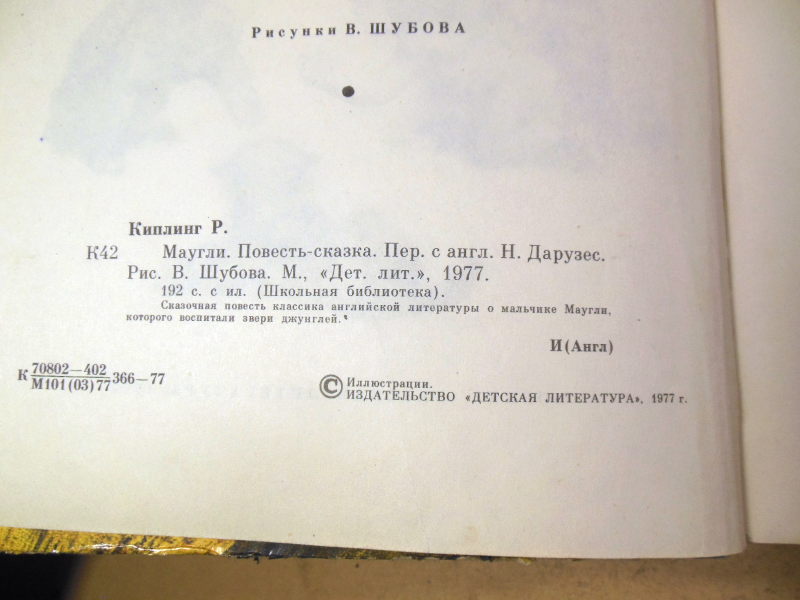 Рисунки В. ШУБОВА
Киплинг Р.
К42 Маугли. Повесть-сказка. Пер. с англ. Н. Дарузес.
Рис. В. Шубова. М., «Дет. лит.», 1977.
192 с. с ил. (Школьная библиотека).
Сказочная повесть классика английской литературы о мальчике Маугли,
которого воспитали звери джунглей.
И(Англ)
К 70802—402
М101(03)77 366—77
© Иллюстрации.
ИЗДАТЕЛЬСТВО «ДЕТСКАЯ ЛИТЕРАТУРА», 1977 г.